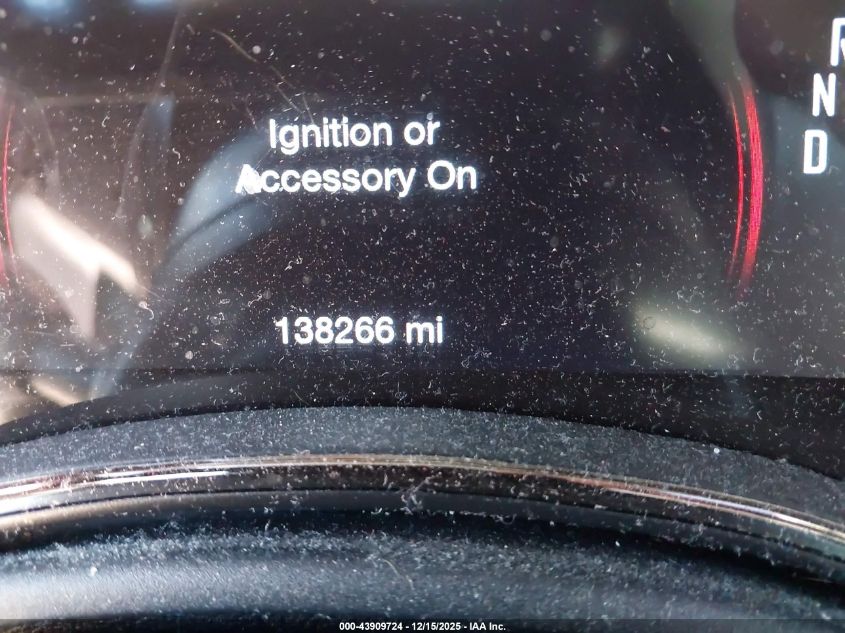 R
N
D
Ignition or
Accessory On
138266 mi
000-43909724 - 12/15/2025 - IAA Inc.